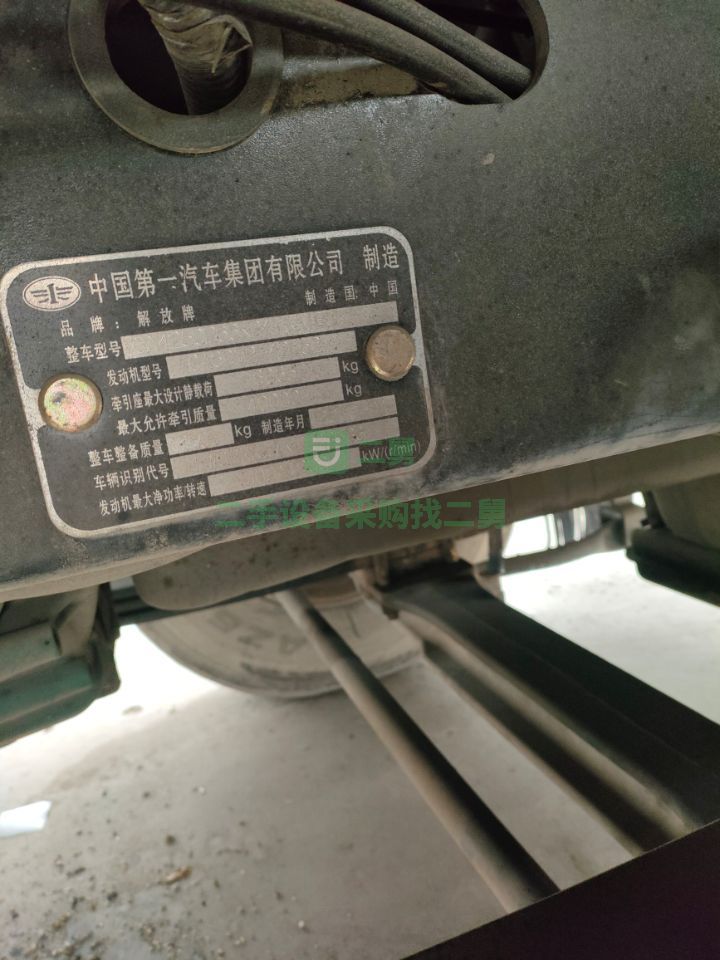 中国第一汽车集团有限公司 制造
品牌：解放牌 制造国：中国
整车型号
发动机型号
牵引座最大设计静载荷 kg
最大允许牵引质量 kg
整车整备质量 kg 制造年月
车辆识别代号
发动机最大净功率/转速 kW/(r/min)
二舅
二手设备采购找二舅